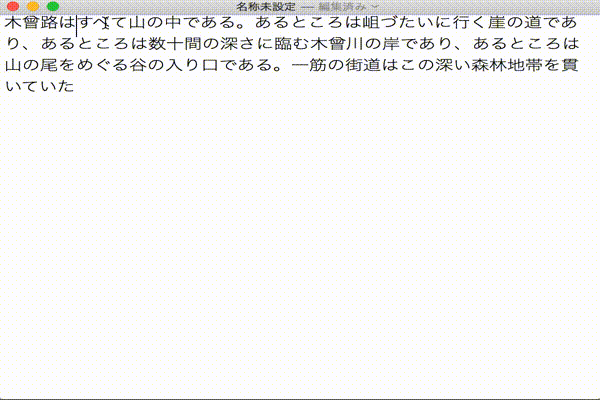 名称未設定 — 編集済み
木曾路はすべて山の中である。あるところは岨づたいに行く崖の道であ
り、あるところは数十間の深さに臨む木曾川の岸であり、あるところは
山の尾をめぐる谷の入り口である。一筋の街道はこの深い森林地帯を貫
いていた